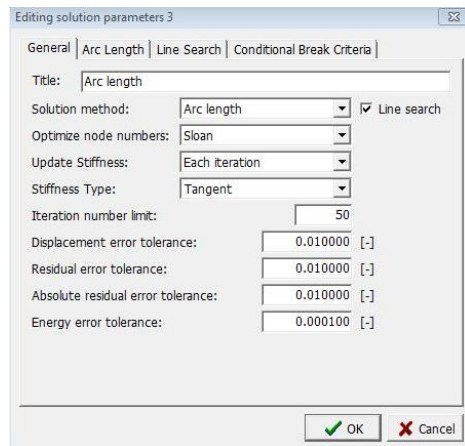 Editing solution parameters 3
General Arc Length Line Search Conditional Break Criteria
Title: Arc length
Solution method: Arc length Line search
Optimize node numbers: Sloan
Update Stiffness: Each iteration
Stiffness Type: Tangent
Iteration number limit: 50
Displacement error tolerance: 0.010000 [-]
Residual error tolerance: 0.010000 [-]
Absolute residual error tolerance: 0.010000 [-]
Energy error tolerance: 0.000100 [-]
OK Cancel